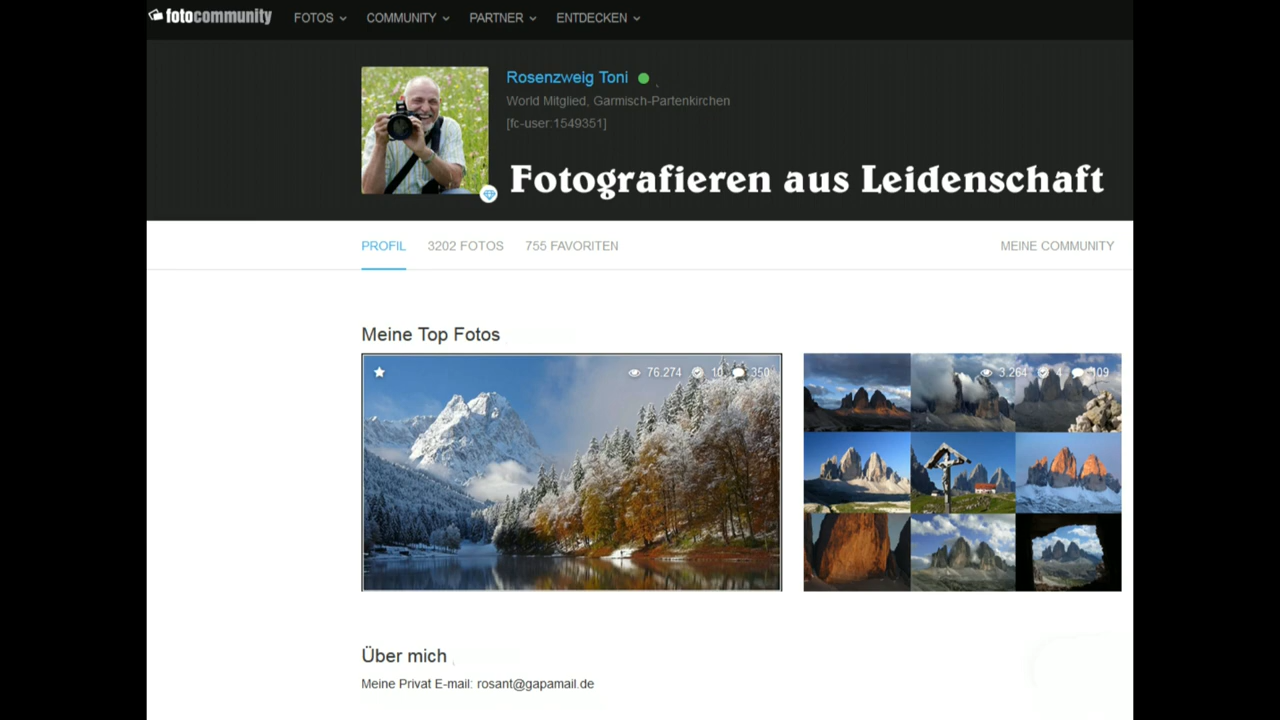 fotocommunity FOTOS COMMUNITY PARTNER ENTDECKEN
Rosenzweig Toni
World Mitglied, Garmisch-Partenkirchen
[fc-user:1549351]
Fotografieren aus Leidenschaft
PROFIL 3202 FOTOS 755 FAVORITEN MEINE COMMUNITY
Meine Top Fotos
76.274 10 350 3.264 4 109
Über mich
Meine Privat E-mail: rosant@gapamail.de